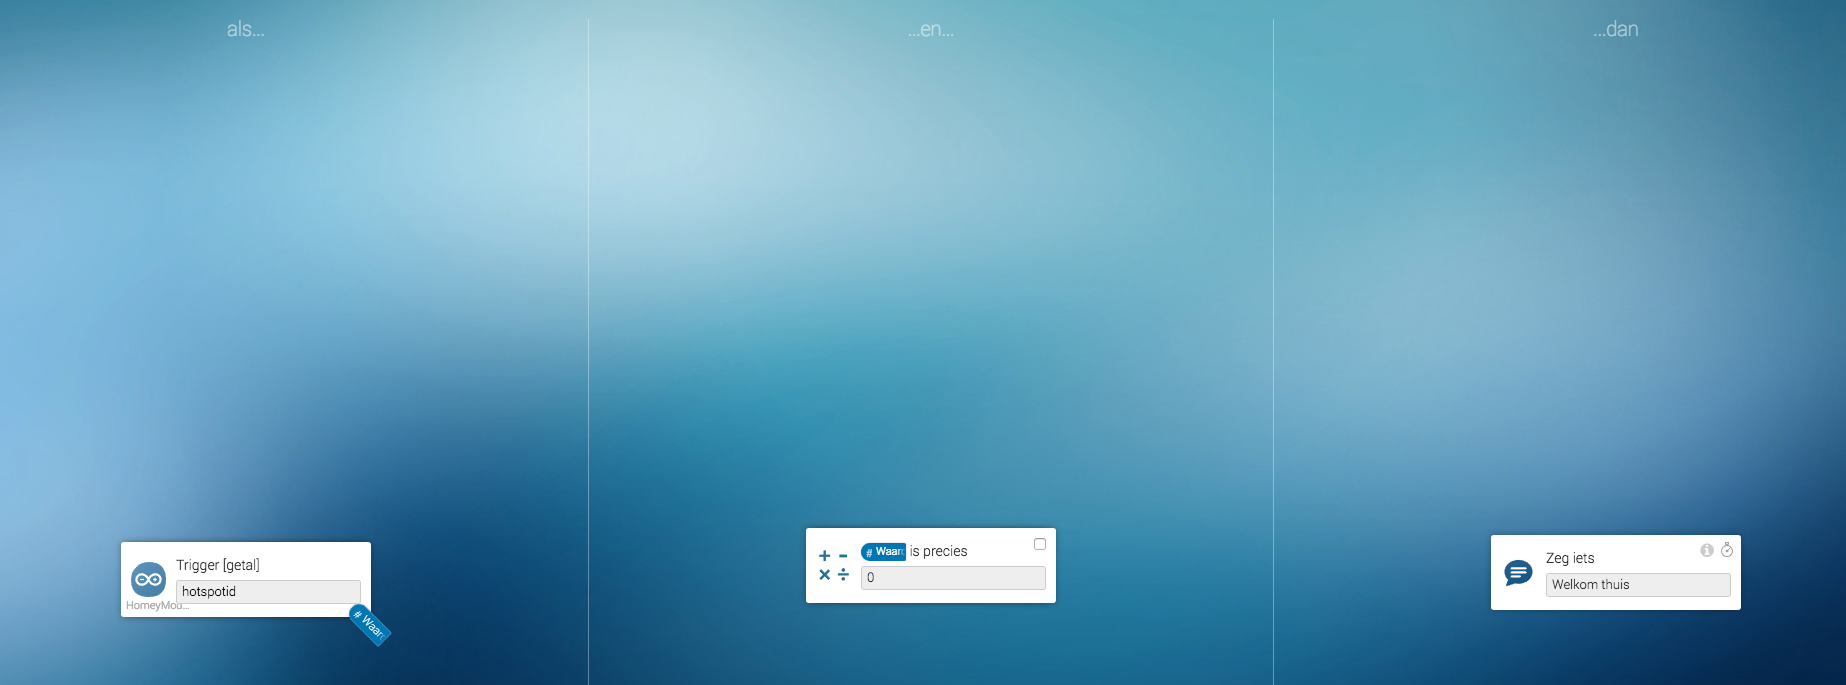 als...
...en...
...dan
Trigger [getal]
hotspotid
HomeyMou...
# Waar
# Waar is precies
0
Zeg iets
Welkom thuis